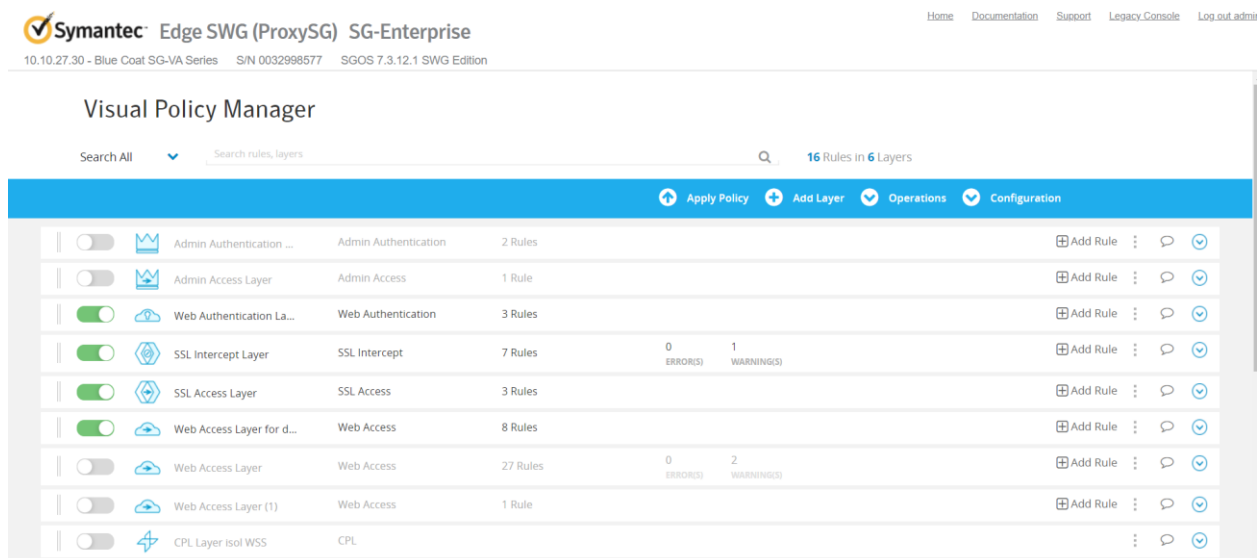 Home Documentation Support Legacy Console Log out admin
Symantec Edge SWG (ProxySG) SG-Enterprise
10.10.27.30 - Blue Coat SG-VA Series S/N 0032998577 SGOS 7.3.12.1 SWG Edition
Visual Policy Manager
Search All Search rules, layers 16 Rules in 6 Layers
Apply Policy Add Layer Operations Configuration
Admin Authentication ... Admin Authentication 2 Rules Add Rule
Admin Access Layer Admin Access 1 Rule Add Rule
Web Authentication La... Web Authentication 3 Rules Add Rule
SSL Intercept Layer SSL Intercept 7 Rules 0 ERROR(S) 1 WARNING(S) Add Rule
SSL Access Layer SSL Access 3 Rules Add Rule
Web Access Layer for d... Web Access 8 Rules Add Rule
Web Access Layer Web Access 27 Rules 0 ERROR(S) 2 WARNING(S) Add Rule
Web Access Layer (1) Web Access 1 Rule Add Rule
CPL Layer isol WSS CPL